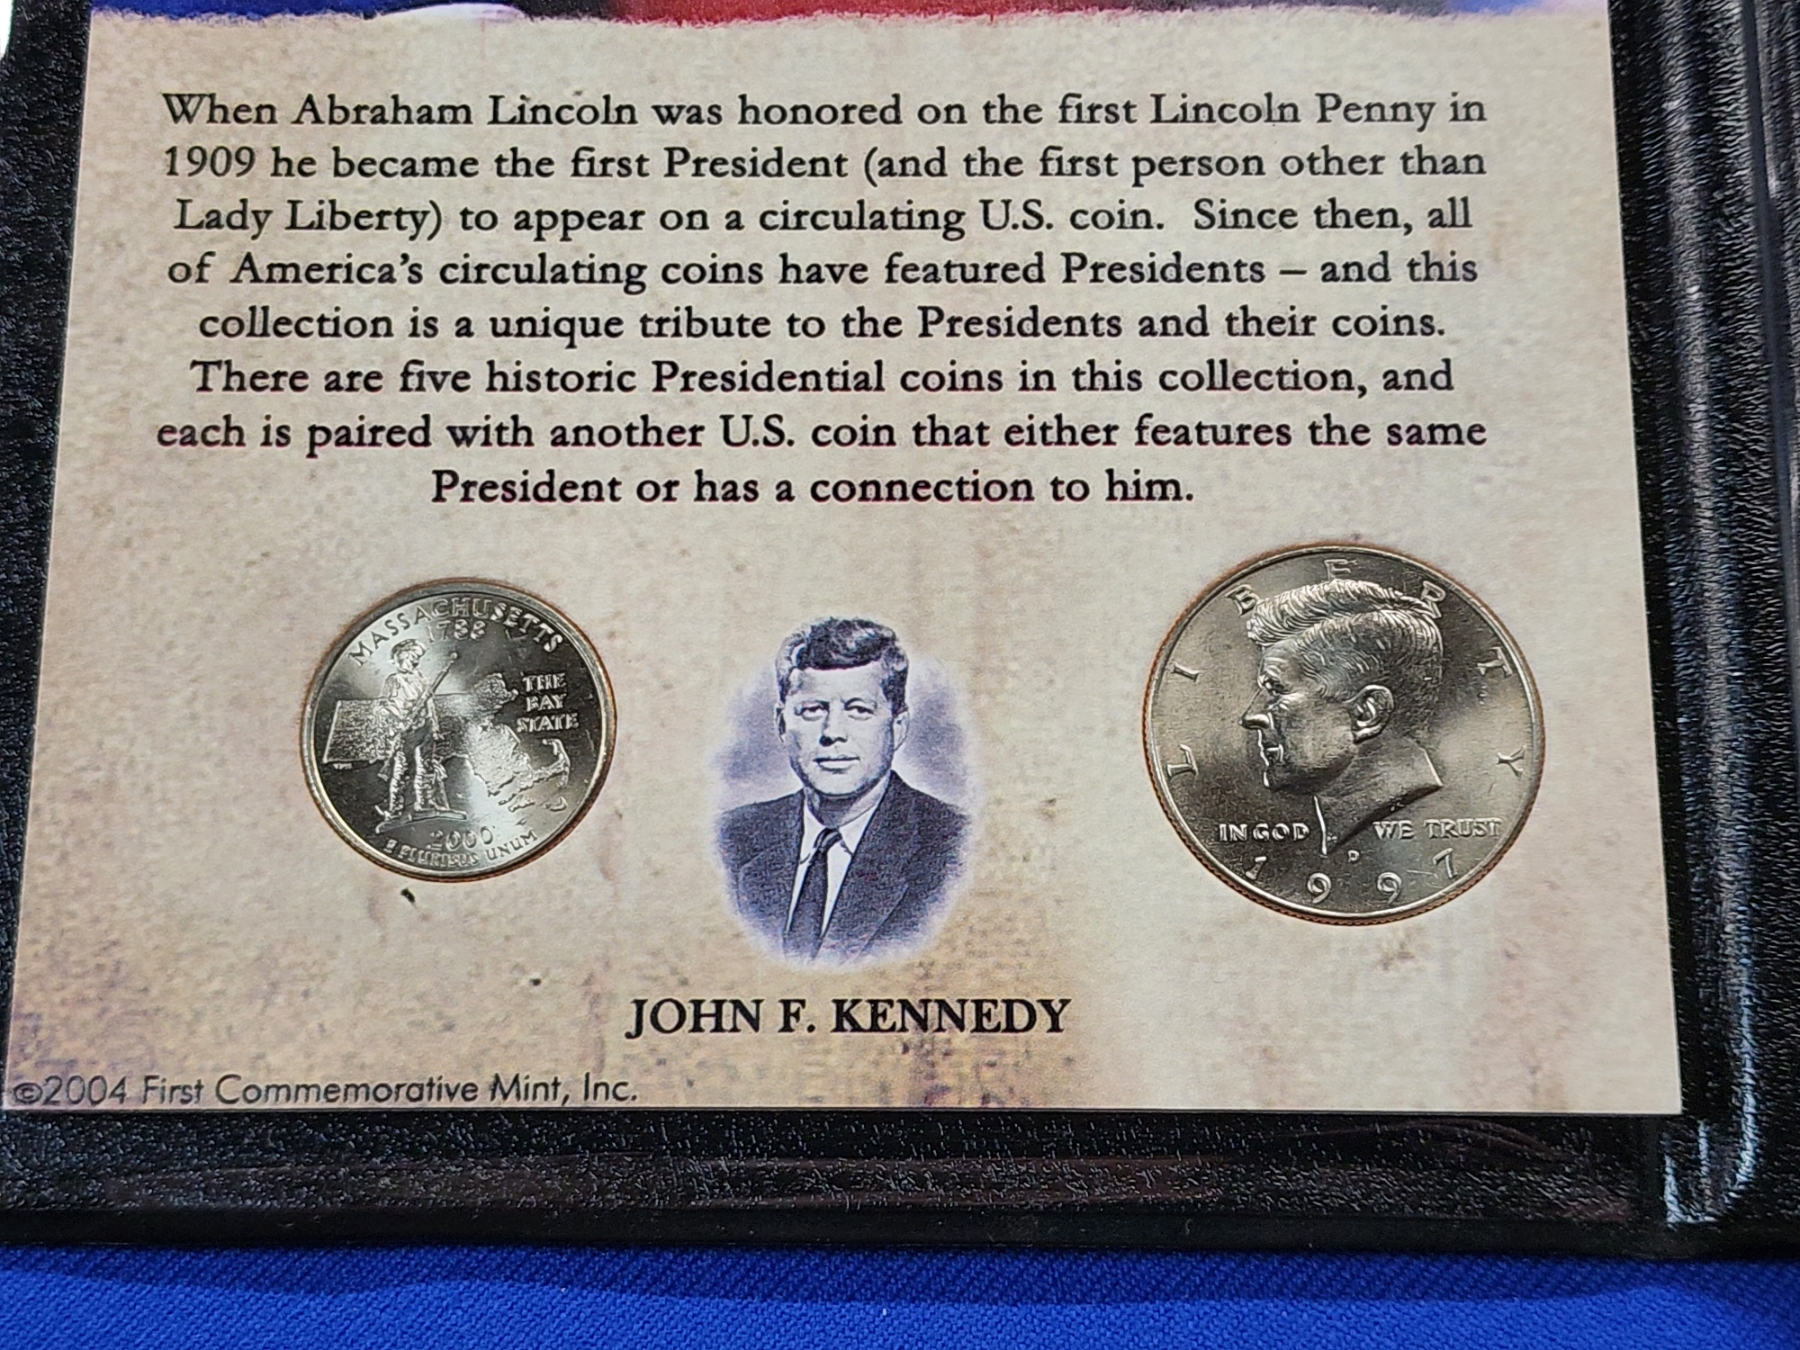 When Abraham Lincoln was honored on the first Lincoln Penny in
1909 he became the first President (and the first person other than
Lady Liberty) to appear on a circulating U.S. coin. Since then, all
of America's circulating coins have featured Presidents – and this
collection is a unique tribute to the Presidents and their coins.
There are five historic Presidential coins in this collection, and
each is paired with another U.S. coin that either features the same
President or has a connection to him.
MASSACHUSETTS
1788
THE
BAY
STATE
2000
E PLURIBUS UNUM
LIBERTY
IN GOD WE TRUST
D
1997
JOHN F. KENNEDY
©2004 First Commemorative Mint, Inc.